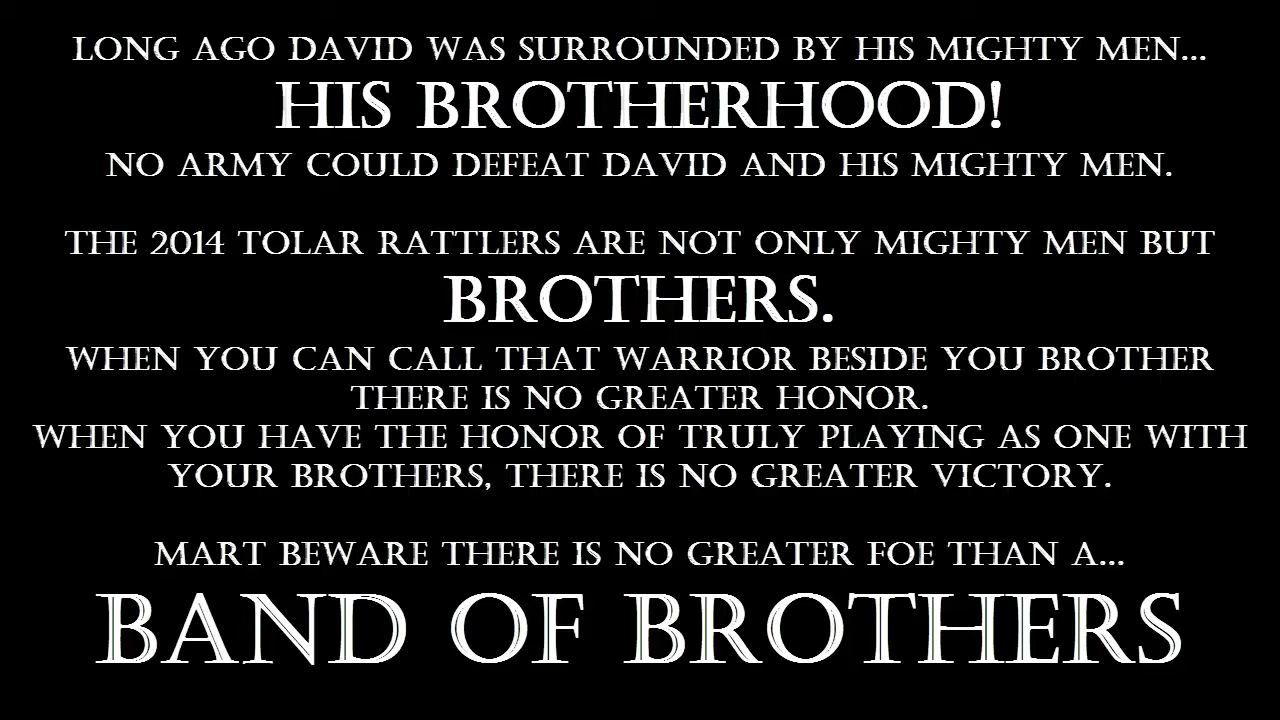 LONG AGO DAVID WAS SURROUNDED BY HIS MIGHTY MEN...
HIS BROTHERHOOD!
NO ARMY COULD DEFEAT DAVID AND HIS MIGHTY MEN.
THE 2014 TOLAR RATTLERS ARE NOT ONLY MIGHTY MEN BUT
BROTHERS.
WHEN YOU CAN CALL THAT WARRIOR BESIDE YOU BROTHER
THERE IS NO GREATER HONOR.
WHEN YOU HAVE THE HONOR OF TRULY PLAYING AS ONE WITH
YOUR BROTHERS, THERE IS NO GREATER VICTORY.
MART BEWARE THERE IS NO GREATER FOE THAN A...
BAND OF BROTHERS